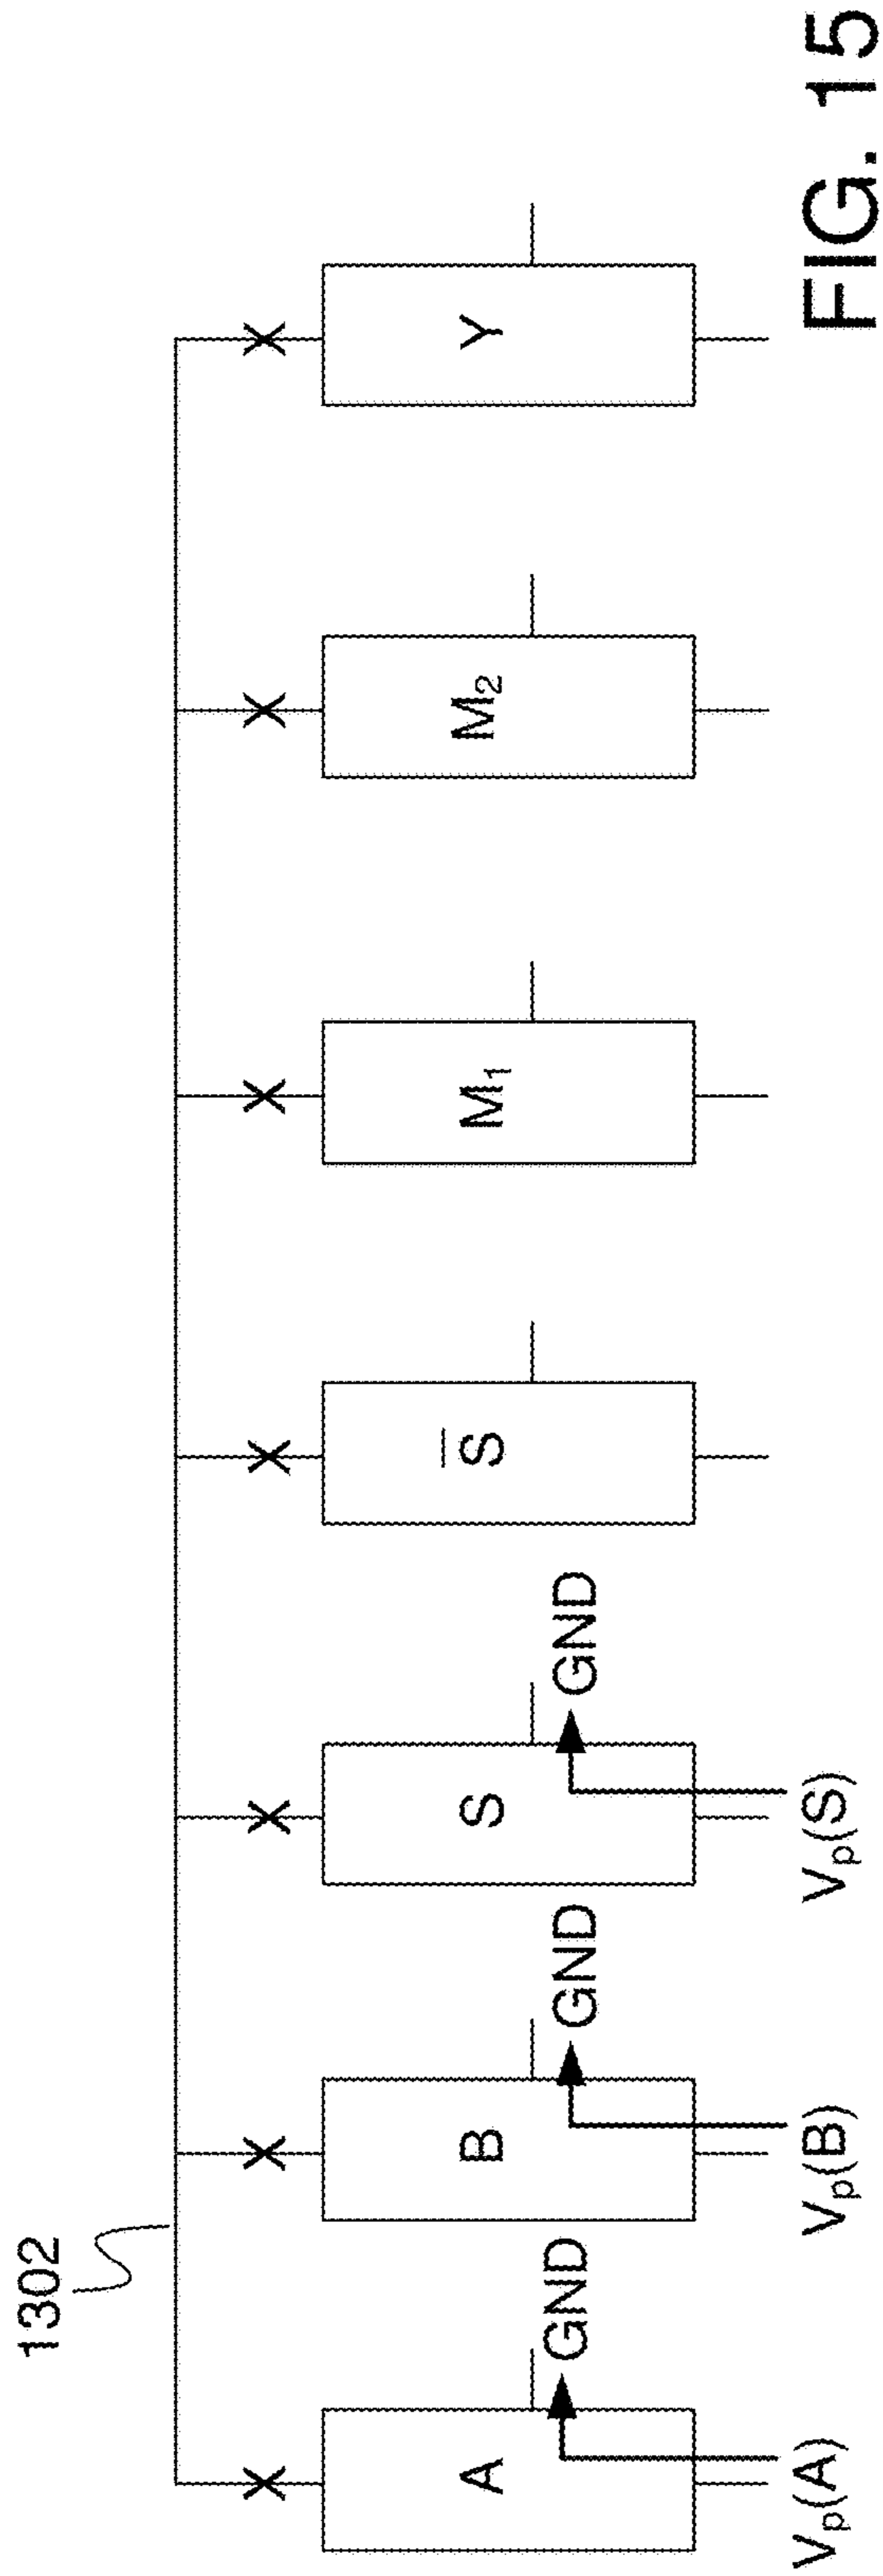 1302
A
B
S
S̅
M₁
M₂
Y
GND
GND
GND
Vₚ(A)
Vₚ(B)
Vₚ(S)
FIG. 15